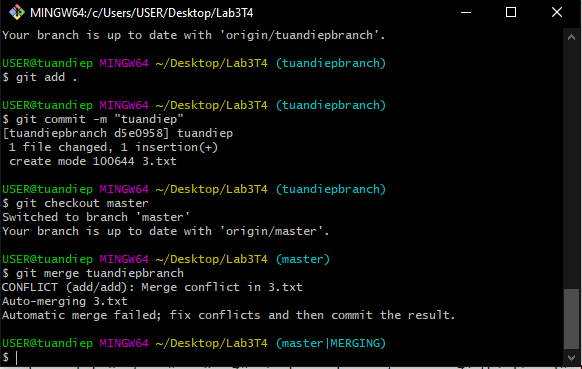 MINGW64:/c/Users/USER/Desktop/Lab3T4
Your branch is up to date with 'origin/tuandiepbranch'.
USER@tuandiep MINGW64 ~/Desktop/Lab3T4 (tuandiepbranch)
$ git add .
USER@tuandiep MINGW64 ~/Desktop/Lab3T4 (tuandiepbranch)
$ git commit -m "tuandiep"
[tuandiepbranch d5e0958] tuandiep
1 file changed, 1 insertion(+)
create mode 100644 3.txt
USER@tuandiep MINGW64 ~/Desktop/Lab3T4 (tuandiepbranch)
$ git checkout master
Switched to branch 'master'
Your branch is up to date with 'origin/master'.
USER@tuandiep MINGW64 ~/Desktop/Lab3T4 (master)
$ git merge tuandiepbranch
CONFLICT (add/add): Merge conflict in 3.txt
Auto-merging 3.txt
Automatic merge failed; fix conflicts and then commit the result.
USER@tuandiep MINGW64 ~/Desktop/Lab3T4 (master|MERGING)
$